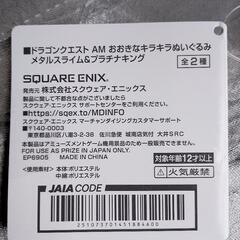 ■ドラゴンクエスト AM おおきなキラキラぬいぐるみ
メタルスライム&プラチナキング
全2種
SQUARE ENIX.
発売元 株式会社スクウェア・エニックス
スクウェア・エニックス サポートセンターをご利用ください。
■https://sqex.to/MDINFO
スクウェア・エニックス マーチャンダイジングカスタマーサポート
〒140-0003
東京都品川区八潮3-2-38 佐川急便 城南店気付 大井SRC
本品はアミューズメントゲーム機専用景品のため一般の販売できません。
FOR USE AS PRIZE IN JAPAN ONLY.
EP6905
対象年齢12才以上
火気厳禁
<使用素材> 本体:ポリエステル
中綿:ポリエステル
JAIA CODE
2510737014511884600